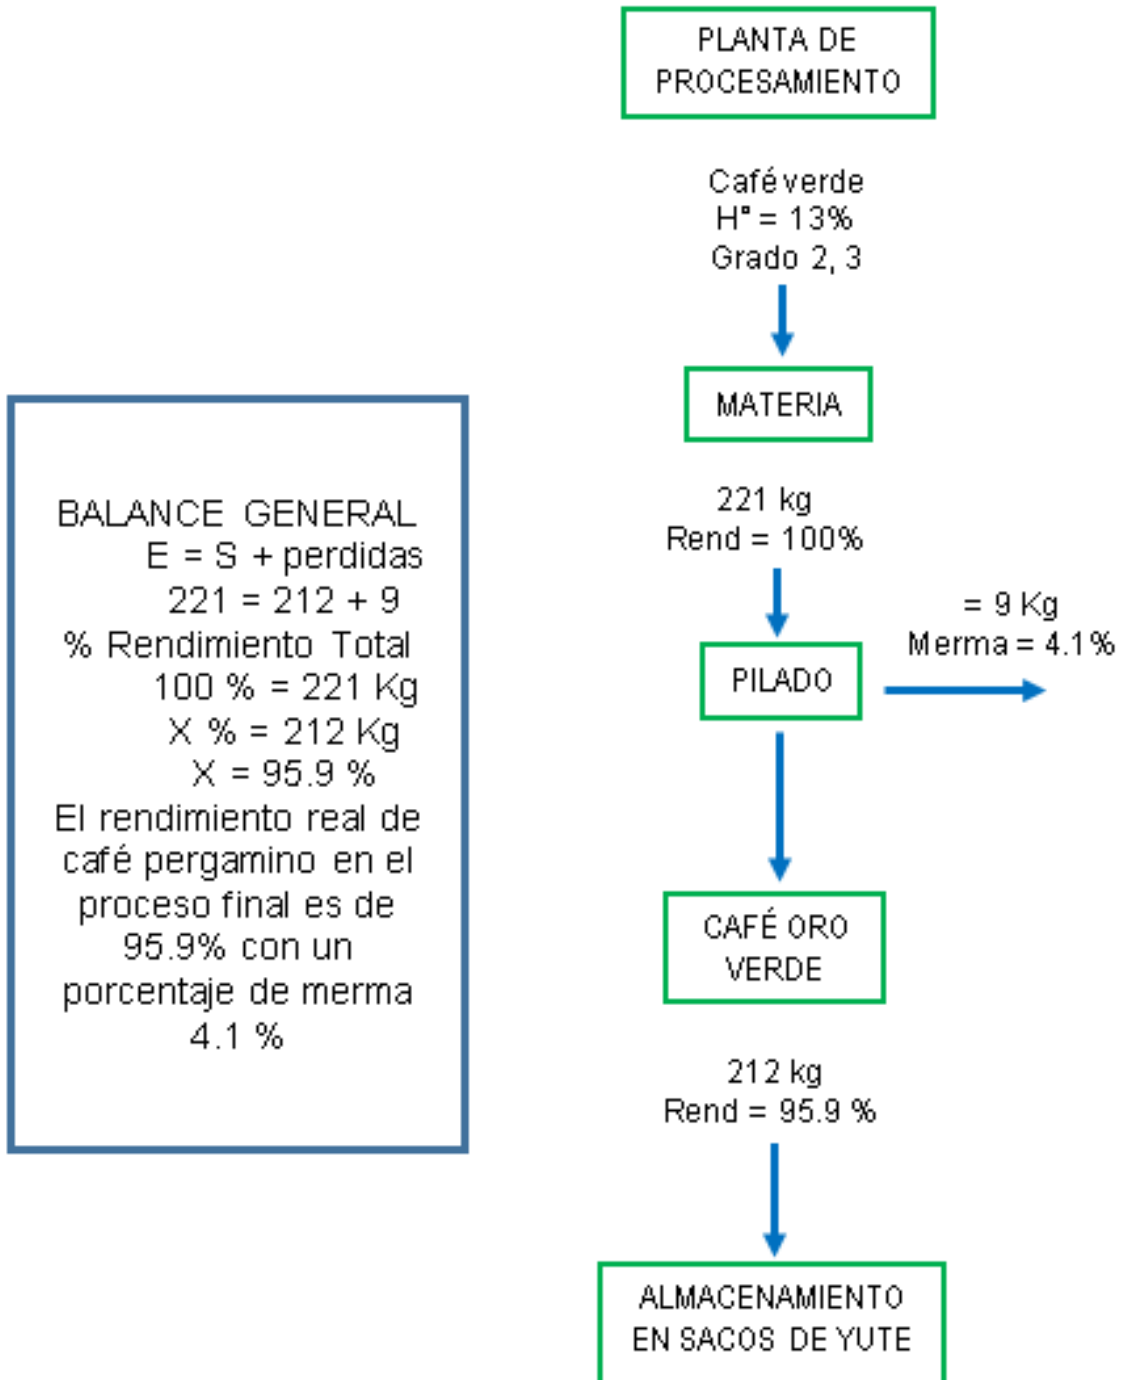 PLANTA DE
PROCESAMIENTO
Café verde
H° = 13%
Grado 2, 3
MATERIA
221 kg
Rend = 100%
= 9 Kg
Merma = 4.1%
PILADO
CAFÉ ORO
VERDE
212 kg
Rend = 95.9 %
ALMACENAMIENTO
EN SACOS DE YUTE
BALANCE GENERAL
E = S + perdidas
221 = 212 + 9
% Rendimiento Total
100 % = 221 Kg
X % = 212 Kg
X = 95.9 %
El rendimiento real de
café pergamino en el
proceso final es de
95.9% con un
porcentaje de merma
4.1 %